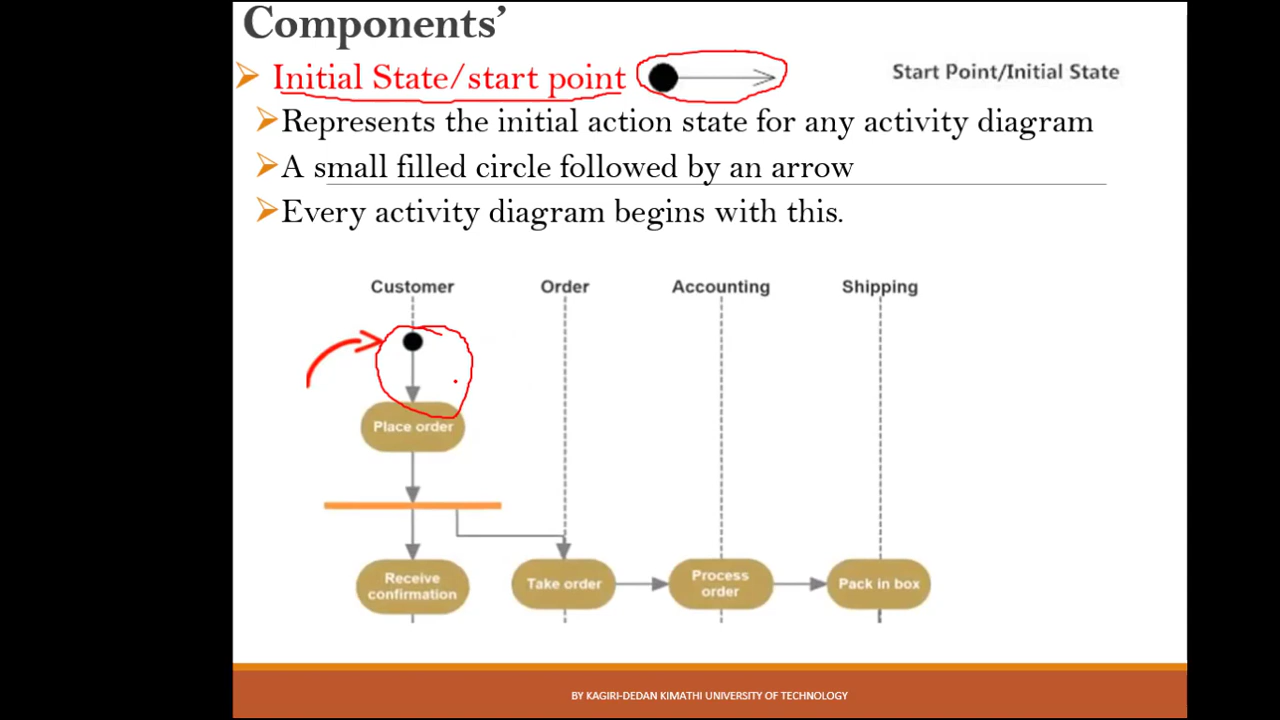 Components’
Initial State/start point
Start Point/Initial State
Represents the initial action state for any activity diagram
A small filled circle followed by an arrow
Every activity diagram begins with this.
Customer
Order
Accounting
Shipping
Place order
Receive
confirmation
Take order
Process
order
Pack in box
BY KAGIRI-DEDAN KIMATHI UNIVERSITY OF TECHNOLOGY